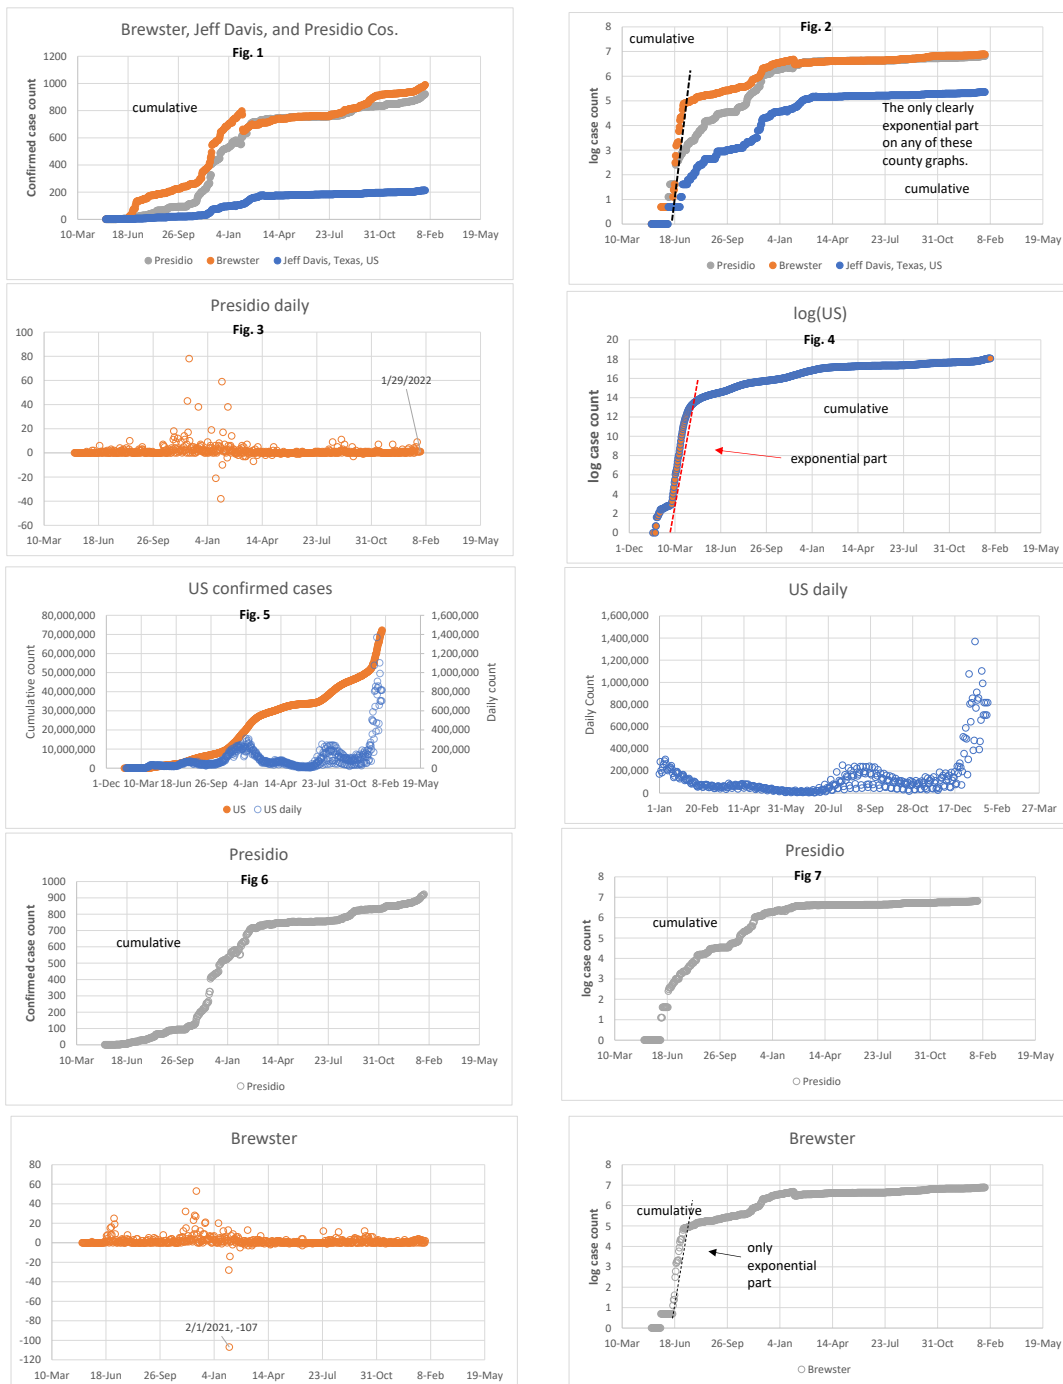 Brewster, Jeff Davis, and Presidio Cos.
Fig. 1
cumulative
Confirmed case count
1200
1000
800
600
400
200
0
10-Mar 18-Jun 26-Sep 4-Jan 14-Apr 23-Jul 31-Oct 8-Feb 19-May
Presidio Brewster Jeff Davis, Texas, US
Fig. 2
cumulative
log case count
8
7
6
5
4
3
2
1
0
The only clearly
exponential part
on any of these
county graphs.
cumulative
10-Mar 18-Jun 26-Sep 4-Jan 14-Apr 23-Jul 31-Oct 8-Feb 19-May
Presidio Brewster Jeff Davis, Texas, US
Presidio daily
Fig. 3
100
80
60
40
20
0
-20
-40
-60
1/29/2022
10-Mar 18-Jun 26-Sep 4-Jan 14-Apr 23-Jul 31-Oct 8-Feb 19-May
log(US)
Fig. 4
log case count
20
18
16
14
12
10
8
6
4
2
0
cumulative
exponential part
1-Dec 10-Mar 18-Jun 26-Sep 4-Jan 14-Apr 23-Jul 31-Oct 8-Feb 19-May
US confirmed cases
Fig. 5
Cumulative count
80,000,000
70,000,000
60,000,000
50,000,000
40,000,000
30,000,000
20,000,000
10,000,000
0
1,600,000
1,400,000
1,200,000
1,000,000
800,000
600,000
400,000
200,000
0
Daily count
1-Dec 10-Mar 18-Jun 26-Sep 4-Jan 14-Apr 23-Jul 31-Oct 8-Feb 19-May
US US daily
US daily
Daily Count
1,600,000
1,400,000
1,200,000
1,000,000
800,000
600,000
400,000
200,000
0
1-Jan 20-Feb 11-Apr 31-May 20-Jul 8-Sep 28-Oct 17-Dec 5-Feb 27-Mar
Presidio
Fig 6
cumulative
Confirmed case count
1000
900
800
700
600
500
400
300
200
100
0
10-Mar 18-Jun 26-Sep 4-Jan 14-Apr 23-Jul 31-Oct 8-Feb 19-May
Presidio
Presidio
Fig 7
cumulative
log case count
8
7
6
5
4
3
2
1
0
10-Mar 18-Jun 26-Sep 4-Jan 14-Apr 23-Jul 31-Oct 8-Feb 19-May
Presidio
Brewster
80
60
40
20
0
-20
-40
-60
-80
-100
-120
2/1/2021, -107
10-Mar 18-Jun 26-Sep 4-Jan 14-Apr 23-Jul 31-Oct 8-Feb 19-May
Brewster
cumulative
log case count
8
7
6
5
4
3
2
1
0
only
exponential
part
10-Mar 18-Jun 26-Sep 4-Jan 14-Apr 23-Jul 31-Oct 8-Feb 19-May
Brewster